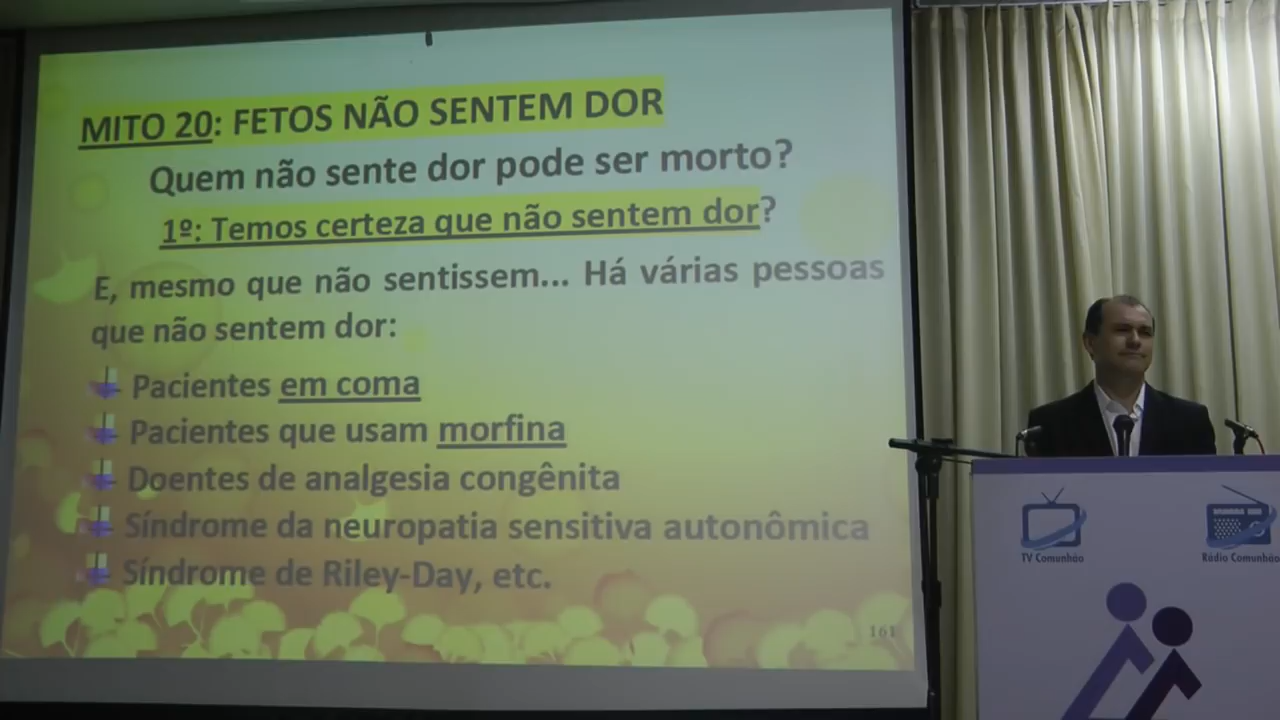 MITO 20: FETOS NÃO SENTEM DOR
Quem não sente dor pode ser morto?
1º: Temos certeza que não sentem dor?
E, mesmo que não sentissem... Há várias pessoas
que não sentem dor:
Pacientes em coma
Pacientes que usam morfina
Doentes de analgesia congênita
Síndrome da neuropatia sensitiva autonômica
Síndrome de Riley-Day, etc.
161
TV Comunhão
Rádio Comunhão